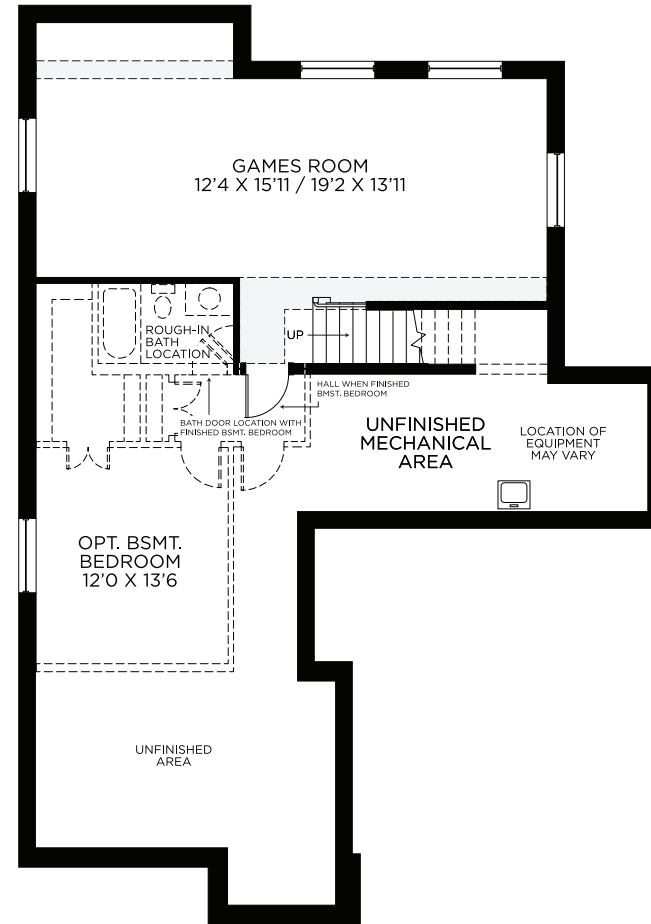 GAMES ROOM
12'4 X 15'11 / 19'2 X 13'11
ROUGH-IN
BATH
LOCATION
UP
HALL WHEN FINISHED
BMST. BEDROOM
BATH DOOR LOCATION WITH
FINISHED BSMT. BEDROOM
UNFINISHED
MECHANICAL
AREA
LOCATION OF
EQUIPMENT
MAY VARY
OPT. BSMT.
BEDROOM
12'0 X 13'6
UNFINISHED
AREA